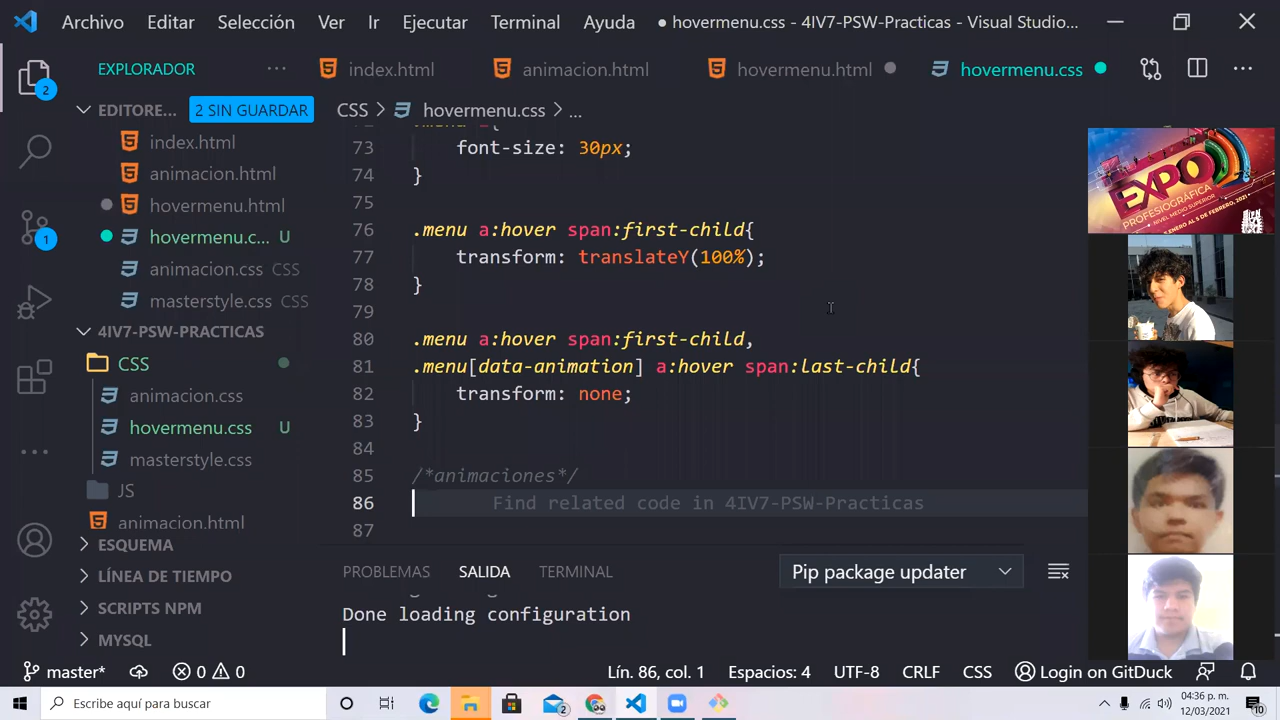 Archivo Editar Selección Ver Ir Ejecutar Terminal Ayuda ● hovermenu.css - 4IV7-PSW-Practicas - Visual Studio...
EXPLORADOR ... index.html animacion.html hovermenu.html hovermenu.css ...
EDITORE... 2 SIN GUARDAR
CSS > hovermenu.css > ...
index.html
animacion.html
hovermenu.html
hovermenu.c... U
animacion.css CSS
masterstyle.css CSS
4IV7-PSW-PRACTICAS
CSS
animacion.css
hovermenu.css U
masterstyle.css
JS
animacion.html
ESQUEMA
LÍNEA DE TIEMPO
SCRIPTS NPM
MYSQL
2
1
73 font-size: 30px;
74 }
75
76 .menu a:hover span:first-child{
77 transform: translateY(100%);
78 }
79
80 .menu a:hover span:first-child,
81 .menu[data-animation] a:hover span:last-child{
82 transform: none;
83 }
84
85 /*animaciones*/
86 Find related code in 4IV7-PSW-Practicas
87
PROBLEMAS SALIDA TERMINAL Pip package updater
Done loading configuration
EXPO
PROFESIOGRÁFICA
NIVEL MEDIO SUPERIOR
master* 0 0 Lín. 86, col. 1 Espacios: 4 UTF-8 CRLF CSS Login on GitDuck
Escribe aquí para buscar 2 04:36 p. m.
12/03/2021 10